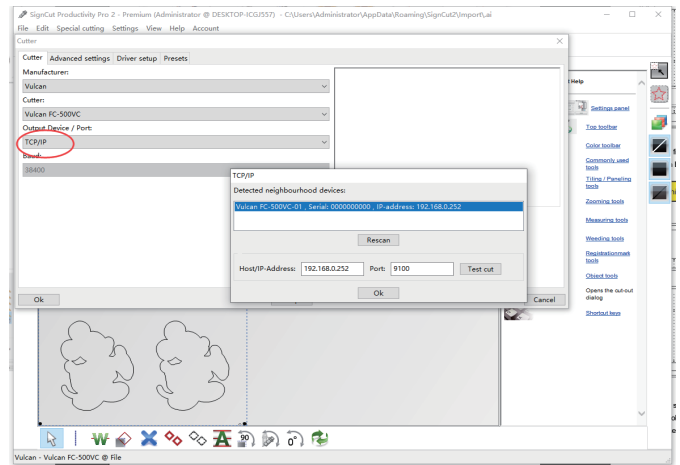 SignCut Productivity Pro 2 - Premium (Administrator @ DESKTOP-ICGJ557) - C:\Users\Administrator\AppData\Roaming\SignCut2\Import\,.ai
File Edit Special cutting Settings View Help Account
Cutter
Cutter Advanced settings Driver setup Presets
Manufacturer:
Vulcan
Cutter:
Vulcan FC-500VC
Output Device / Port:
TCP/IP
Baud:
38400
TCP/IP
Detected neighbourhood devices:
Vulcan FC-500VC-01 , Serial: 0000000000 , IP-address: 192.168.0.252
Rescan
Host/IP-Address: 192.168.0.252 Port: 9100 Test cut
Ok
Ok
Cancel
Help
Settings panel
Top toolbar
Color toolbar
Commonly used
tools
Tiling / Paneling
tools
Zooming tools
Measuring tools
Weeding tools
Registrationmark
tools
Object tools
Opens the cut-out
dialog
Shortcut keys
90
0°
Vulcan - Vulcan FC-500VC @ File